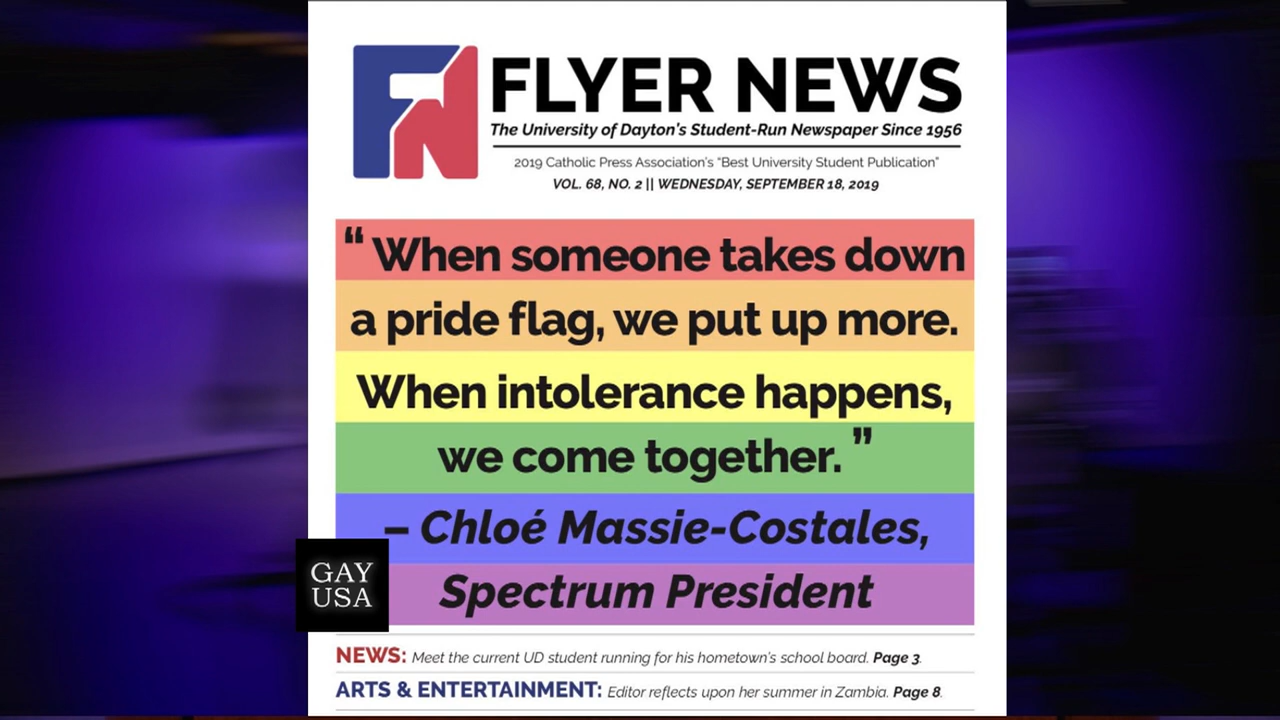 FN
FLYER NEWS
The University of Dayton's Student-Run Newspaper Since 1956
2019 Catholic Press Association's "Best University Student Publication"
VOL. 68, NO. 2 || WEDNESDAY, SEPTEMBER 18, 2019
“ When someone takes down
a pride flag, we put up more.
When intolerance happens,
we come together. ”
– Chloé Massie-Costales,
Spectrum President
GAY
USA
NEWS: Meet the current UD student running for his hometown's school board. Page 3.
ARTS & ENTERTAINMENT: Editor reflects upon her summer in Zambia. Page 8.